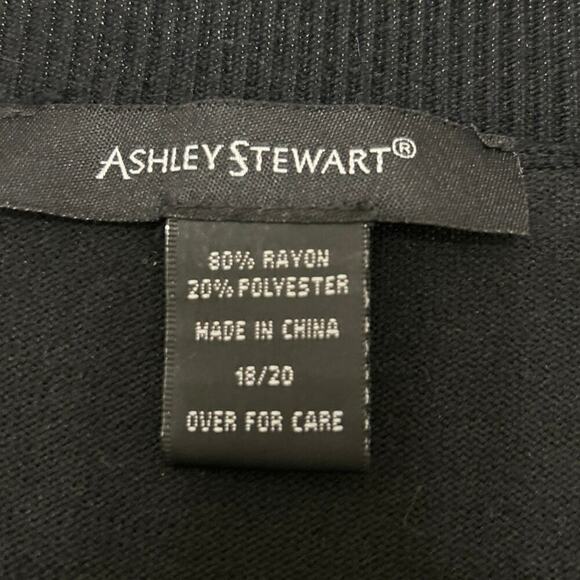 ASHLEY STEWART®
80% RAYON
20% POLYESTER
MADE IN CHINA
18/20
OVER FOR CARE